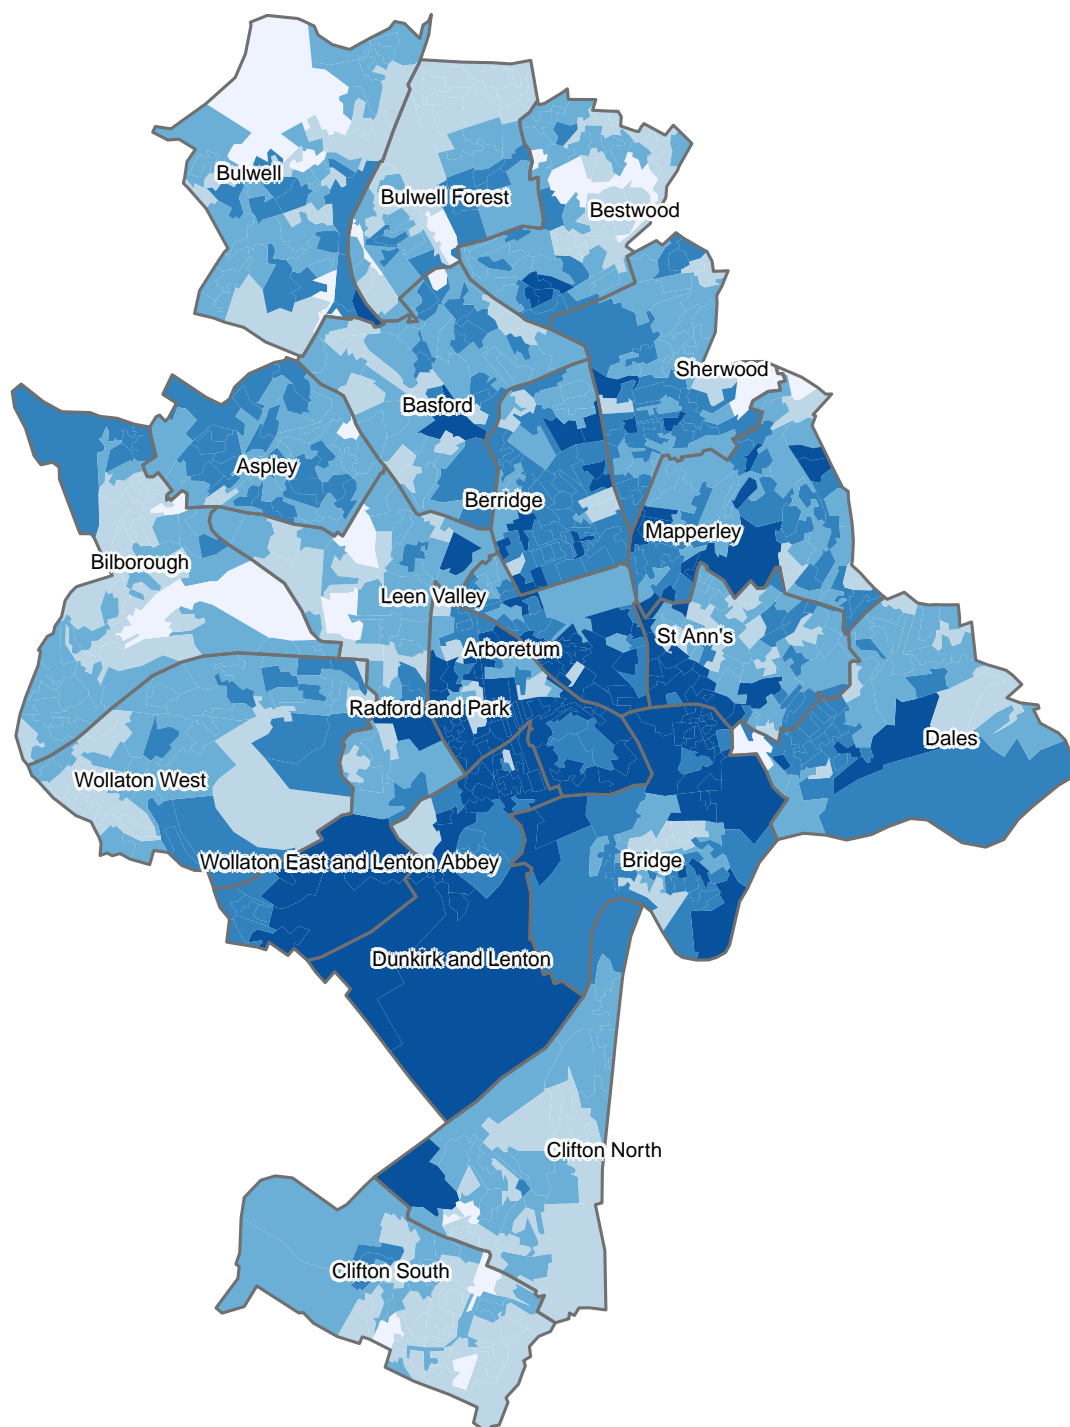 Bulwell
Bulwell Forest
Bestwood
Sherwood
Basford
Aspley
Berridge
Mapperley
Bilborough
Leen Valley
St Ann's
Arboretum
Radford and Park
Dales
Wollaton West
Wollaton East and Lenton Abbey
Bridge
Dunkirk and Lenton
Clifton North
Clifton South